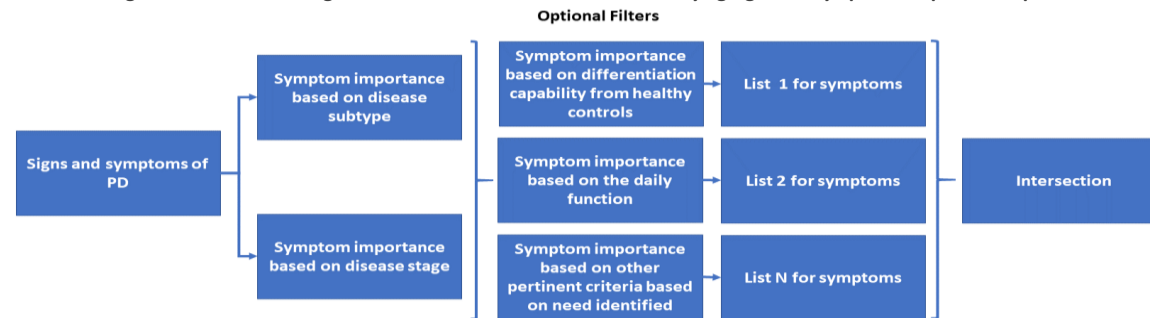 Optional Filters
Signs and symptoms of
PD
Symptom importance
based on disease
subtype
Symptom importance
based on disease stage
Symptom importance
based on differentiation
capability from healthy
controls
Symptom importance
based on the daily
function
Symptom importance
based on other
pertinent criteria based
on need identified
List 1 for symptoms
List 2 for symptoms
List N for symptoms
Intersection